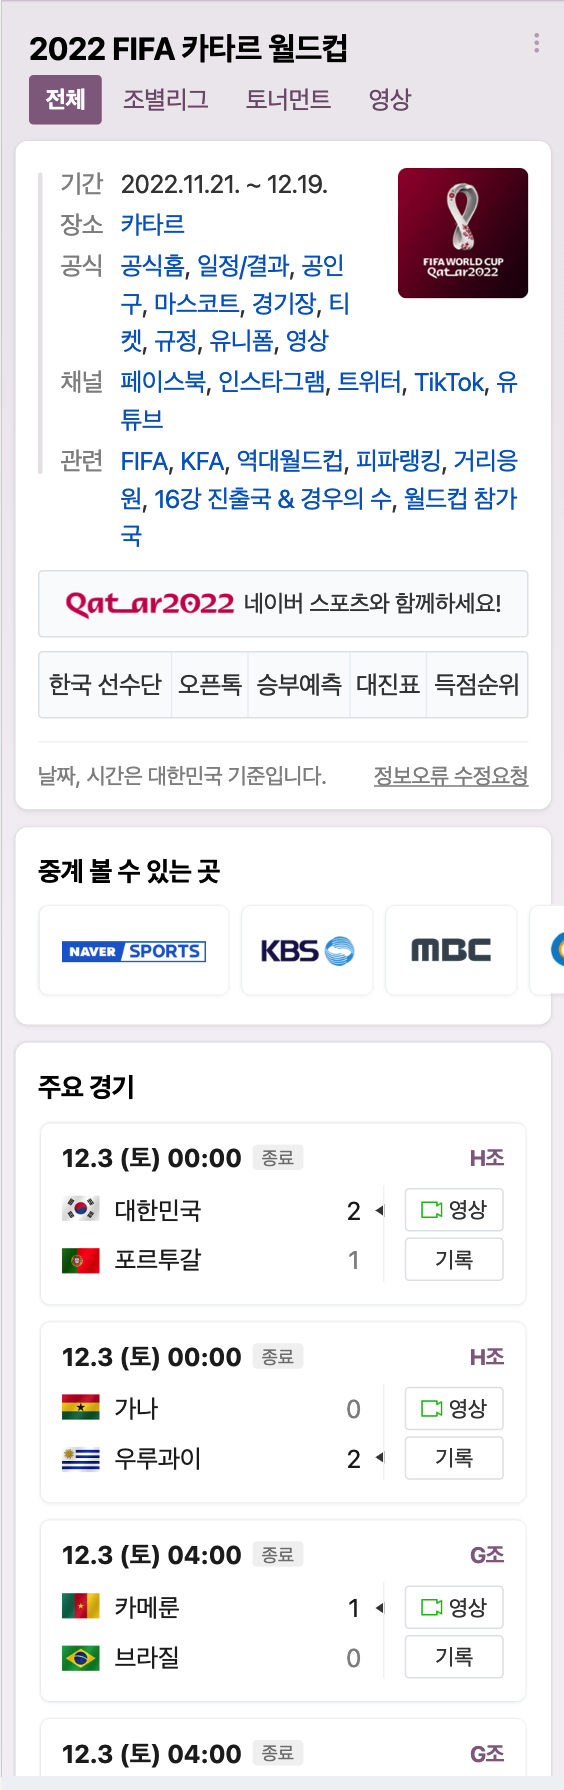 2022 FIFA 카타르 월드컵
전체 조별리그 토너먼트 영상
기간 2022.11.21. ~ 12.19.
장소 카타르
공식 공식홈, 일정/결과, 공인
구, 마스코트, 경기장, 티
켓, 규정, 유니폼, 영상
FIFA WORLD CUP
Qatar2022
채널 페이스북, 인스타그램, 트위터, TikTok, 유
튜브
관련 FIFA, KFA, 역대월드컵, 피파랭킹, 거리응
원, 16강 진출국 & 경우의 수, 월드컵 참가
국
Qatar2022 네이버 스포츠와 함께하세요!
한국 선수단 오픈톡 승부예측 대진표 득점순위
날짜, 시간은 대한민국 기준입니다. 정보오류 수정요청
중계 볼 수 있는 곳
NAVER SPORTS KBS MBC
주요 경기
12.3 (토) 00:00 종료 H조
대한민국 2 영상
포르투갈 1 기록
12.3 (토) 00:00 종료 H조
가나 0 영상
우루과이 2 기록
12.3 (토) 04:00 종료 G조
카메룬 1 영상
브라질 0 기록
12.3 (토) 04:00 종료 G조